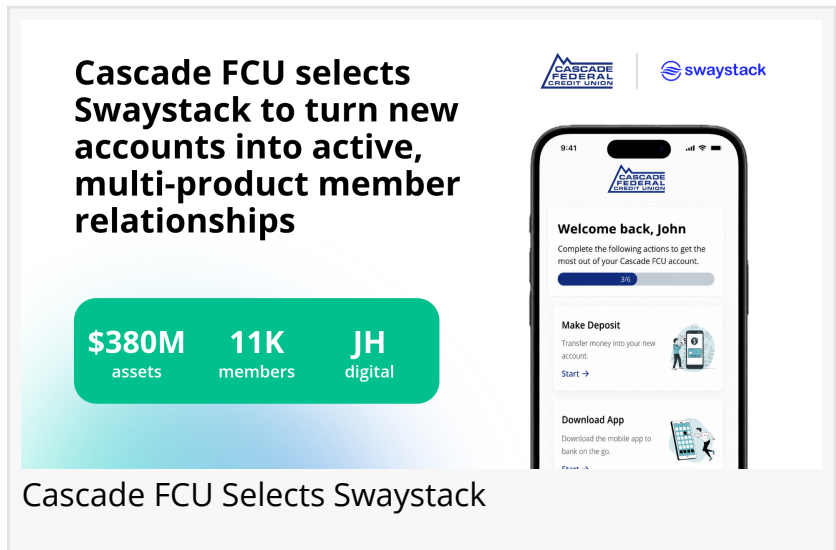 Cascade FCU selects
Swaystack to turn new
accounts into active,
multi-product member
relationships
$380M
assets
11K
members
JH
digital
CASCADE
FEDERAL
CREDIT UNION
swaystack
9:41
CASCADE
FEDERAL
CREDIT UNION
Welcome back, John
Complete the following actions to get the
most out of your Cascade FCU account.
3/6
Make Deposit
Transfer money into your new
account.
Start →
Download App
Download the mobile app to
bank on the go.
Start →
Cascade FCU Selects Swaystack